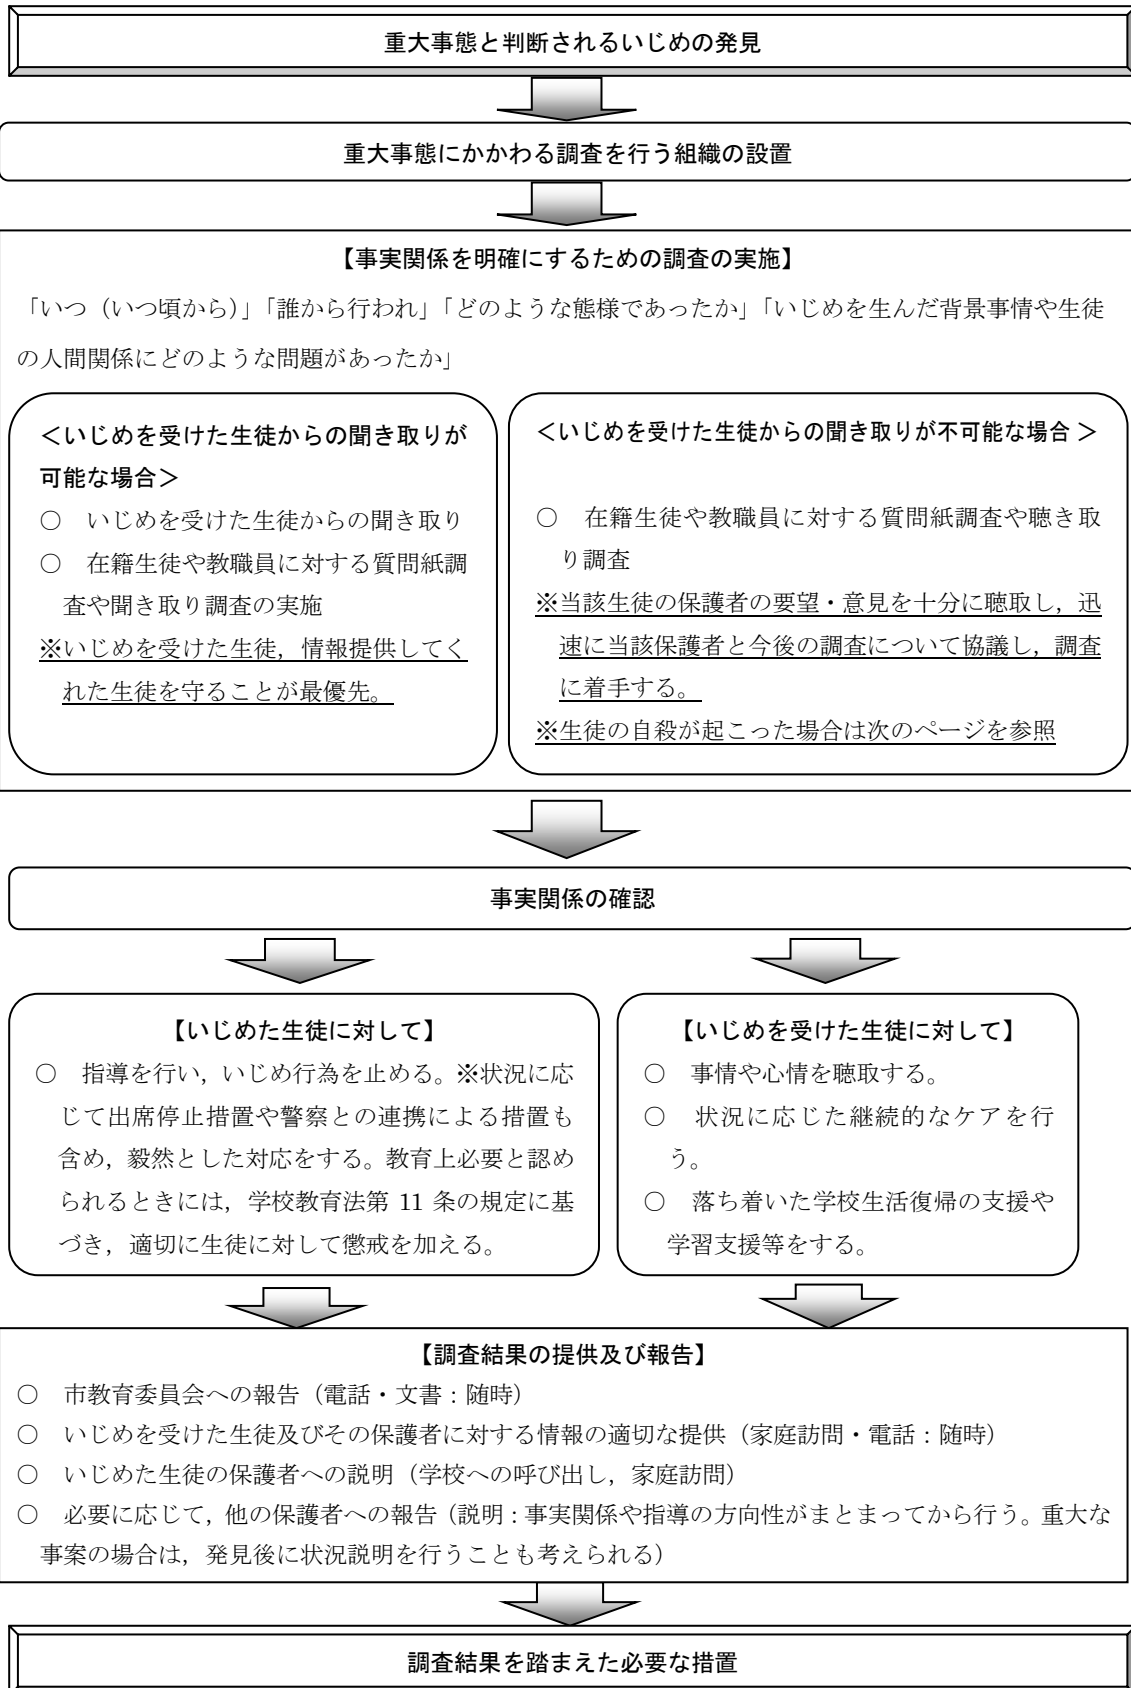 重大事態と判断されるいじめの発見
重大事態にかかわる調査を行う組織の設置
【事実関係を明確にするための調査の実施】
「いつ（いつ頃から）」「誰から行われ」「どのような態様であったか」「いじめを生んだ背景事情や生徒
の人間関係にどのような問題があったか」
＜いじめを受けた生徒からの聞き取りが
可能な場合＞
○　いじめを受けた生徒からの聞き取り
○　在籍生徒や教職員に対する質問紙調
査や聞き取り調査の実施
※いじめを受けた生徒，情報提供してく
れた生徒を守ることが最優先。
＜いじめを受けた生徒からの聞き取りが不可能な場合 ＞
○　在籍生徒や教職員に対する質問紙調査や聴き取
り調査
※当該生徒の保護者の要望・意見を十分に聴取し，迅
速に当該保護者と今後の調査について協議し，調査
に着手する。
※生徒の自殺が起こった場合は次のページを参照
事実関係の確認
【いじめた生徒に対して】
○　指導を行い，いじめ行為を止める。※状況に応
じて出席停止措置や警察との連携による措置も
含め，毅然とした対応をする。教育上必要と認め
られるときには，学校教育法第 11 条の規定に基
づき，適切に生徒に対して懲戒を加える。
【いじめを受けた生徒に対して】
○　事情や心情を聴取する。
○　状況に応じた継続的なケアを行
う。
○　落ち着いた学校生活復帰の支援や
学習支援等をする。
【調査結果の提供及び報告】
○　市教育委員会への報告（電話・文書：随時）
○　いじめを受けた生徒及びその保護者に対する情報の適切な提供（家庭訪問・電話：随時）
○　いじめた生徒の保護者への説明（学校への呼び出し，家庭訪問）
○　必要に応じて，他の保護者への報告（説明：事実関係や指導の方向性がまとまってから行う。重大な
事案の場合は，発見後に状況説明を行うことも考えられる）
調査結果を踏まえた必要な措置